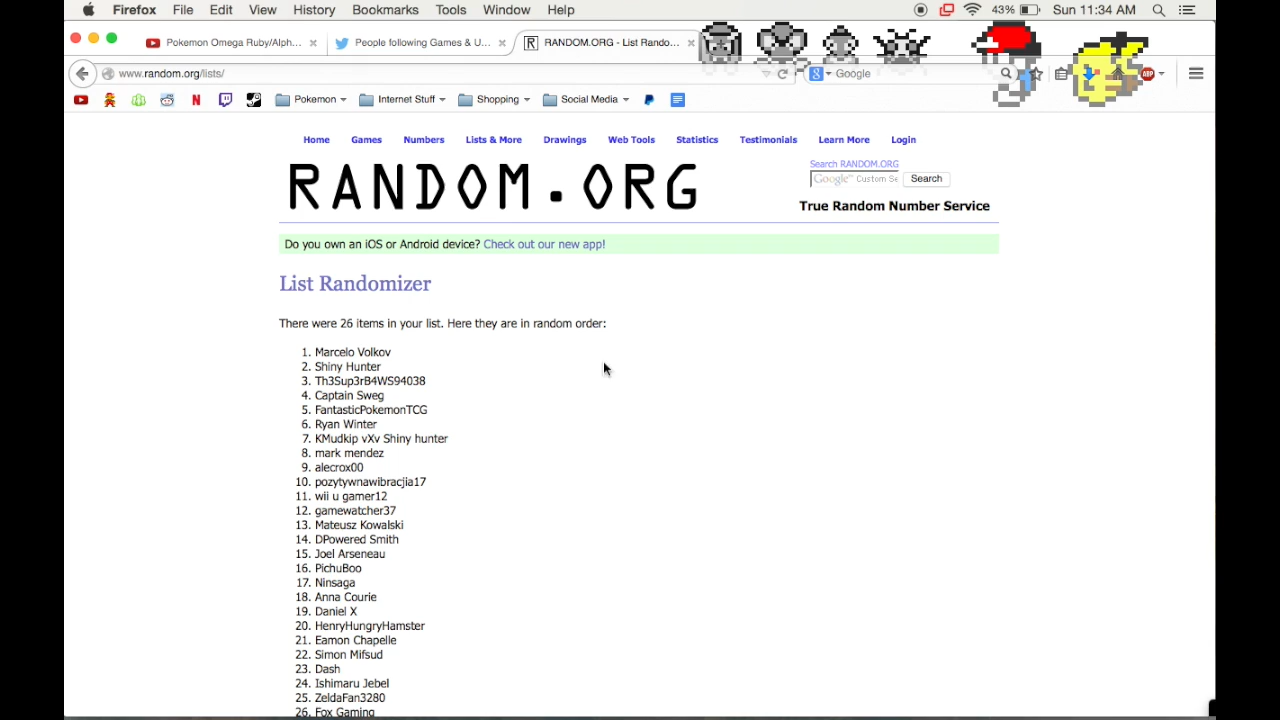 Firefox File Edit View History Bookmarks Tools Window Help 43% Sun 11:34 AM
Pokemon Omega Ruby/Alph... People following Games & U... RANDOM.ORG - List Rando...
www.random.org/lists/ Google ABP
Pokemon Internet Stuff Shopping Social Media
Home Games Numbers Lists & More Drawings Web Tools Statistics Testimonials Learn More Login
RANDOM.ORG
Search RANDOM.ORG
Google Custom Se Search
True Random Number Service
Do you own an iOS or Android device? Check out our new app!
List Randomizer
There were 26 items in your list. Here they are in random order:
1. Marcelo Volkov
2. Shiny Hunter
3. Th3Sup3rB4WS94038
4. Captain Sweg
5. FantasticPokemonTCG
6. Ryan Winter
7. KMudkip vXv Shiny hunter
8. mark mendez
9. alecrox00
10. pozytywnawibracjia17
11. wii u gamer12
12. gamewatcher37
13. Mateusz Kowalski
14. DPowered Smith
15. Joel Arseneau
16. PichuBoo
17. Ninsaga
18. Anna Courie
19. Daniel X
20. HenryHungryHamster
21. Eamon Chapelle
22. Simon Mifsud
23. Dash
24. Ishimaru Jebel
25. ZeldaFan3280
26. Fox Gaming